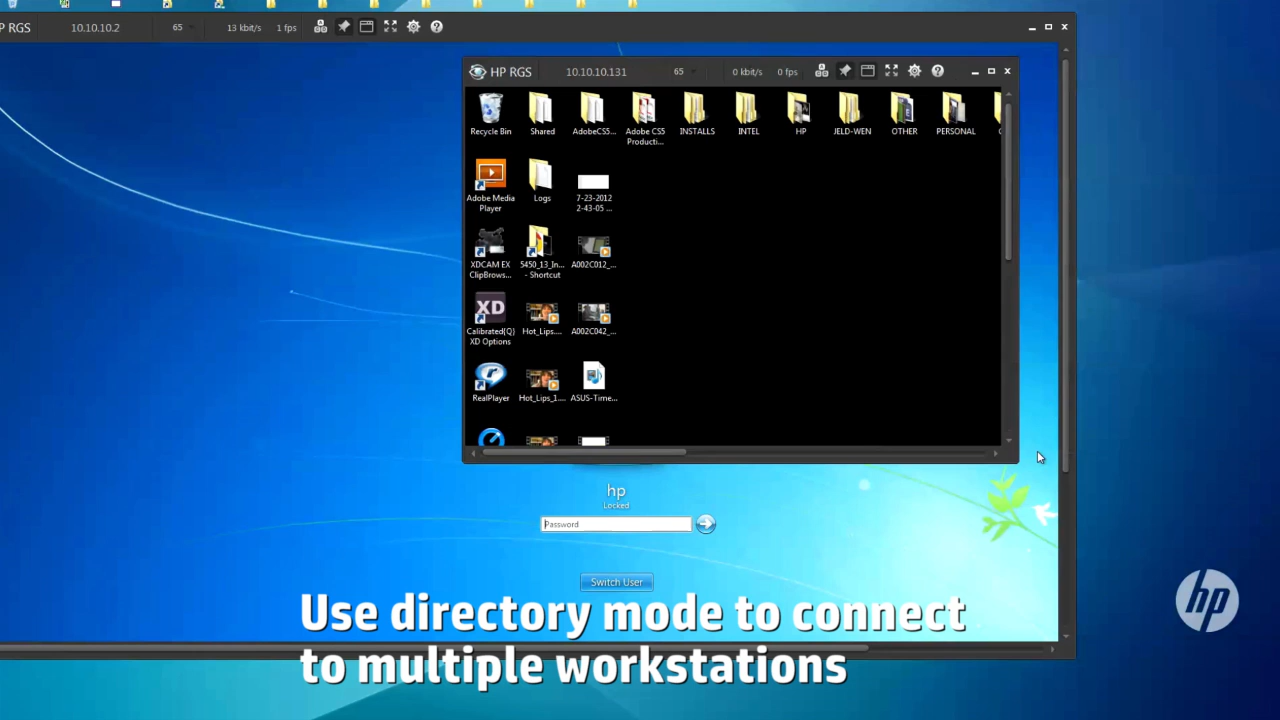 P RGS 10.10.10.2 65 13 kbit/s 1 fps
HP RGS 10.10.10.131 65 0 kbit/s 0 fps
Recycle Bin
Shared
AdobeCS5...
Adobe CS5
Producti...
INSTALLS
INTEL
HP
JELD-WEN
OTHER
PERSONAL
Adobe Media
Player
Logs
7-23-2012
2-43-05 ...
XDCAM EX
ClipBrows...
5450_13_In...
- Shortcut
A002C012_...
XD
Calibrated{Q}
XD Options
Hot_Lips....
A002C042_...
RealPlayer
Hot_Lips_1....
ASUS-Time...
hp
Locked
Password
Switch User
Use directory mode to connect
to multiple workstations
hp